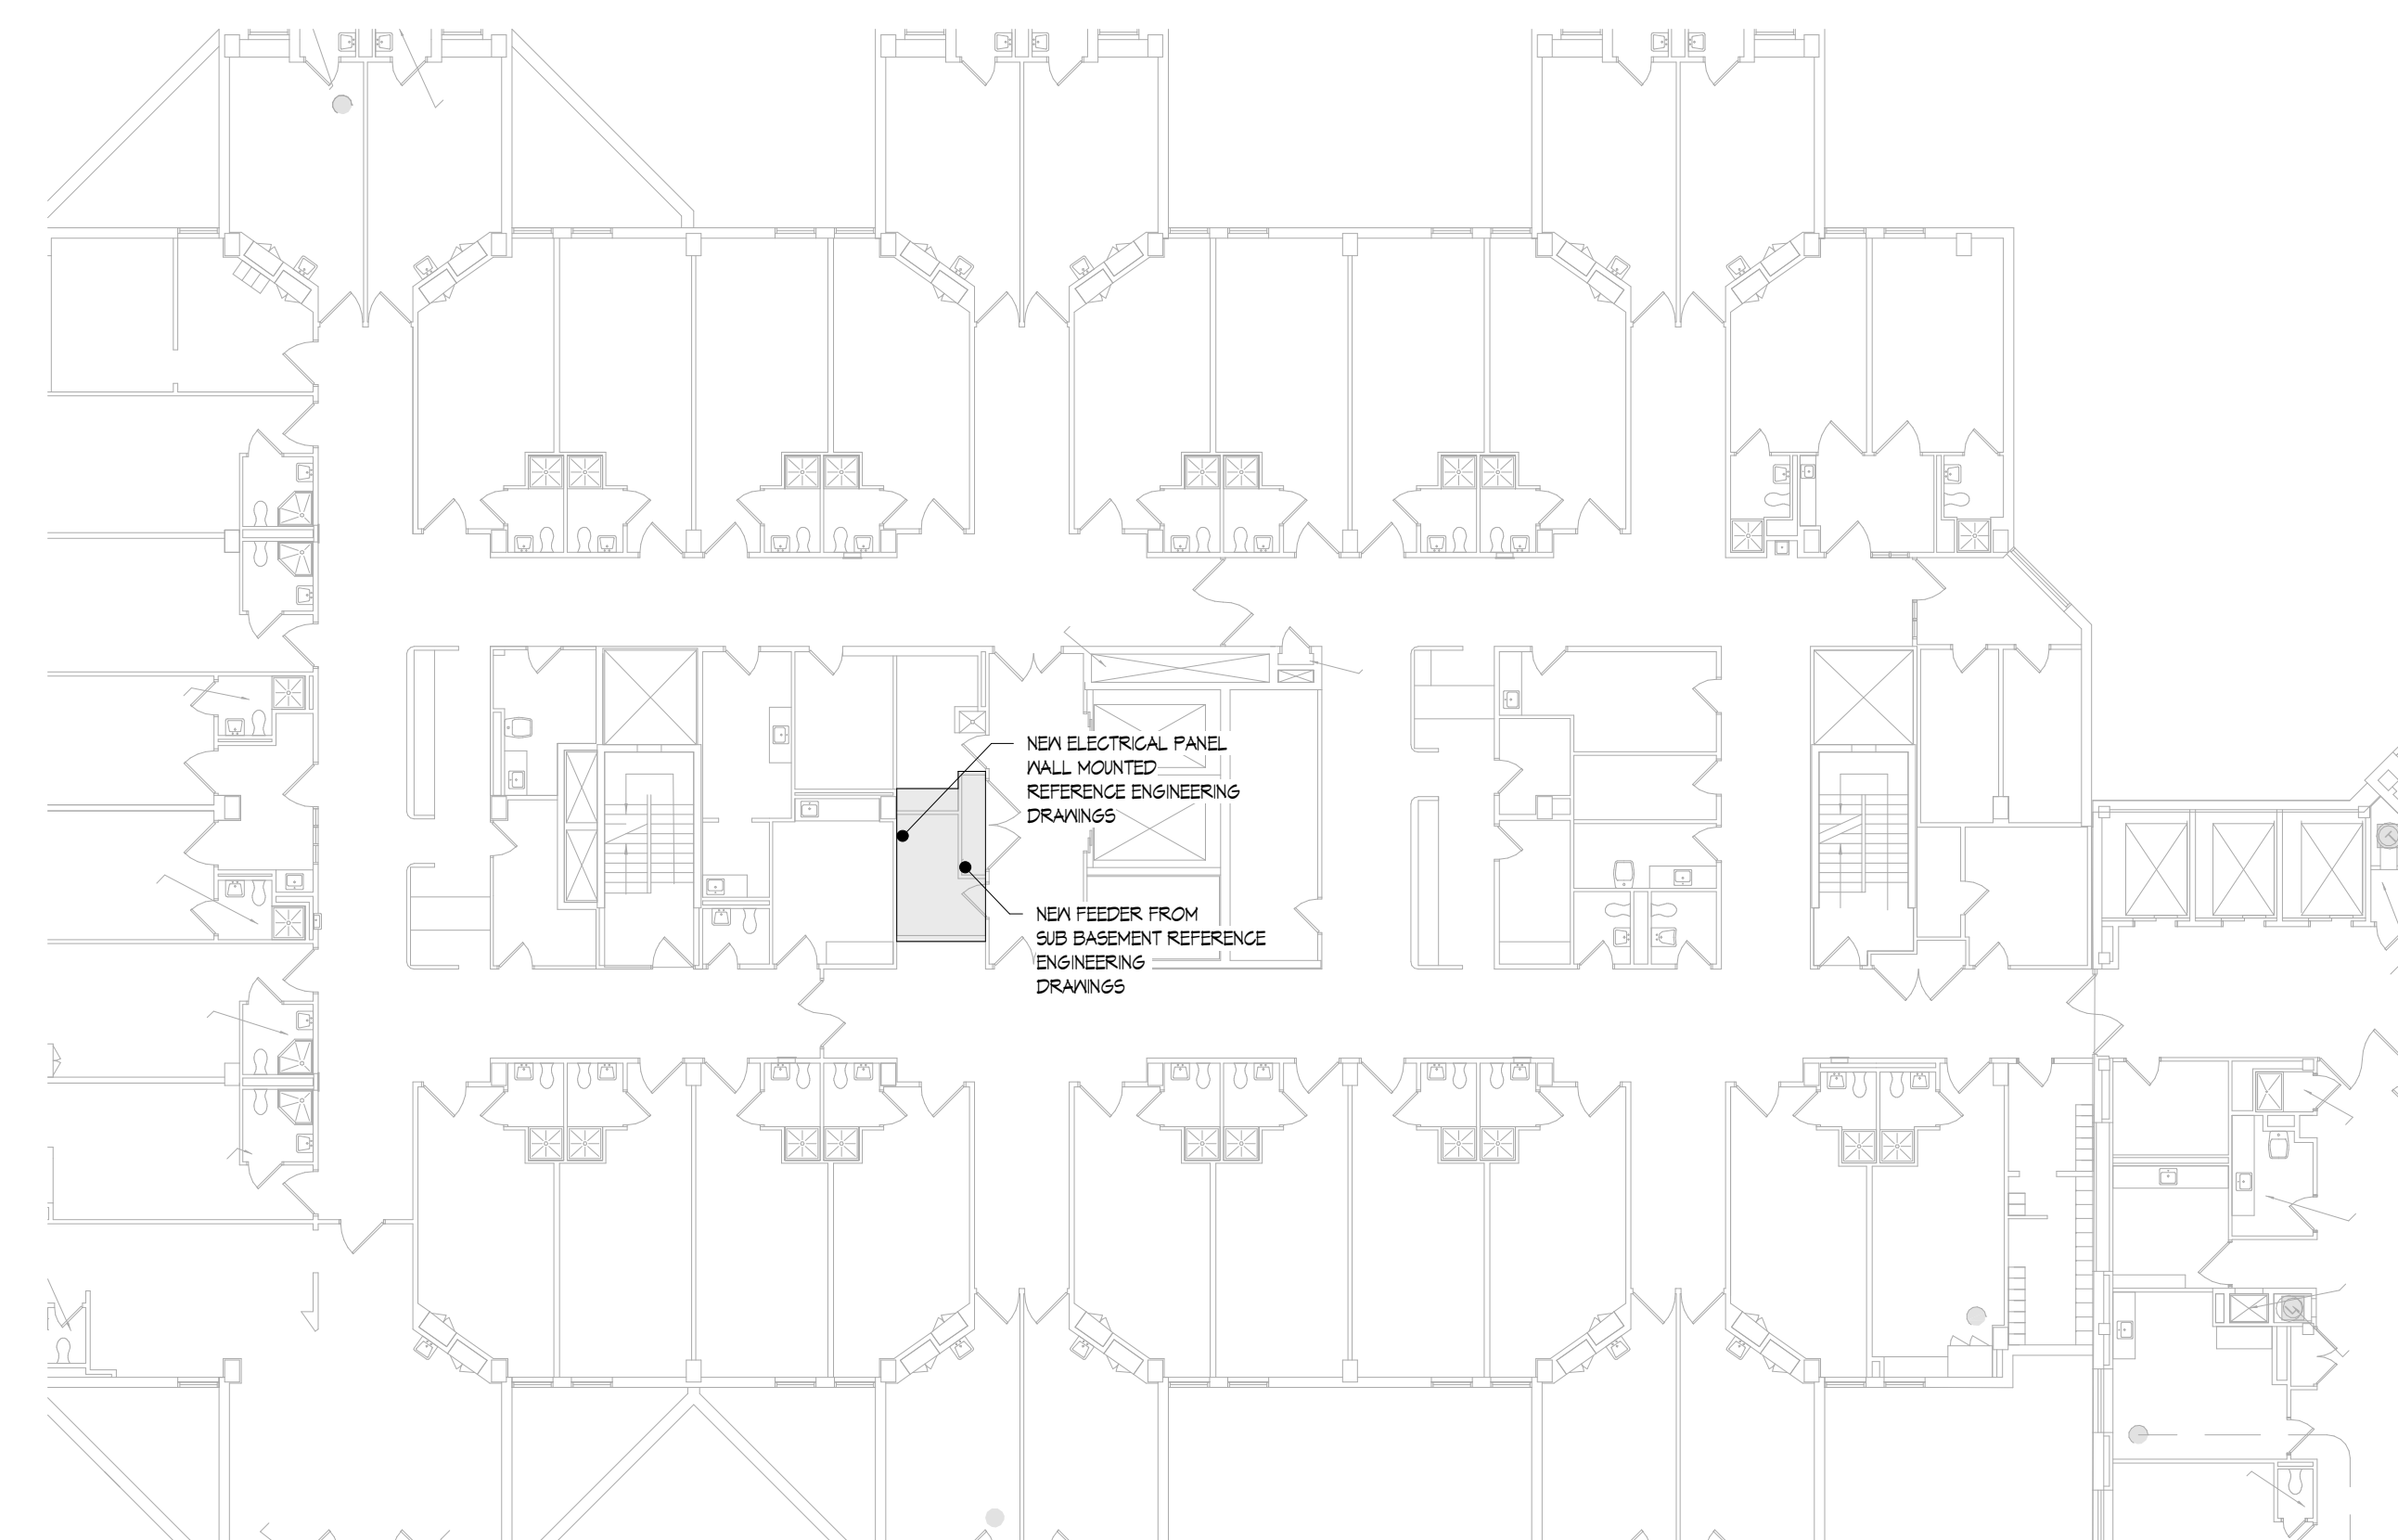 NEW ELECTRICAL PANEL
WALL MOUNTED
REFERENCE ENGINEERING
DRAWINGS
NEW FEEDER FROM
SUB BASEMENT REFERENCE
ENGINEERING
DRAWINGS